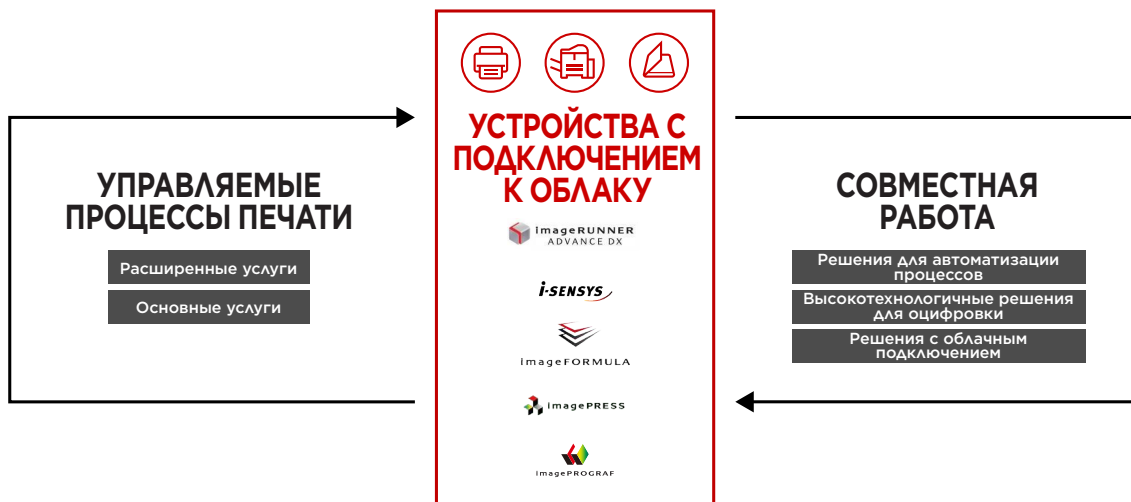 УПРАВЛЯЕМЫЕ
ПРОЦЕССЫ ПЕЧАТИ
Расширенные услуги
Основные услуги
УСТРОЙСТВА С
ПОДКЛЮЧЕНИЕМ
К ОБЛАКУ
imageRUNNER
ADVANCE DX
i-SENSYS
imageFORMULA
imagePRESS
imagePROGRAF
СОВМЕСТНАЯ
РАБОТА
Решения для автоматизации
процессов
Высокотехнологичные решения
для оцифровки
Решения с облачным
подключением